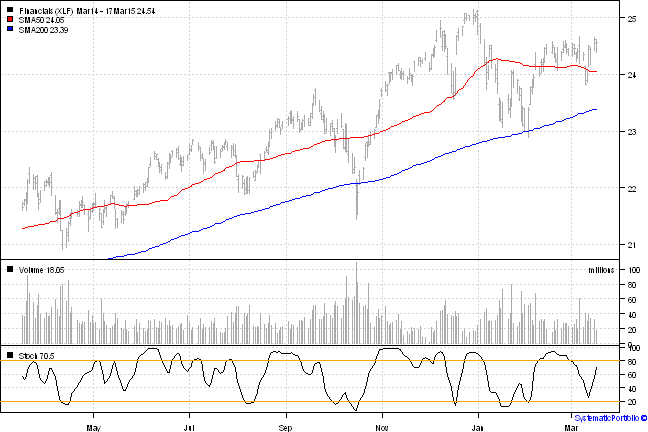 Financials (XLF) Mar14 - 17Mar15 24.54
SMA50 24.05
SMA200 23.39
25
24
23
22
21
Volume 18.05
millions
100
80
60
40
20
0
Stoch 70.5
100
80
60
40
20
May
Jul
Sep
Nov
Jan
Mar
SystematicPortfolio ©